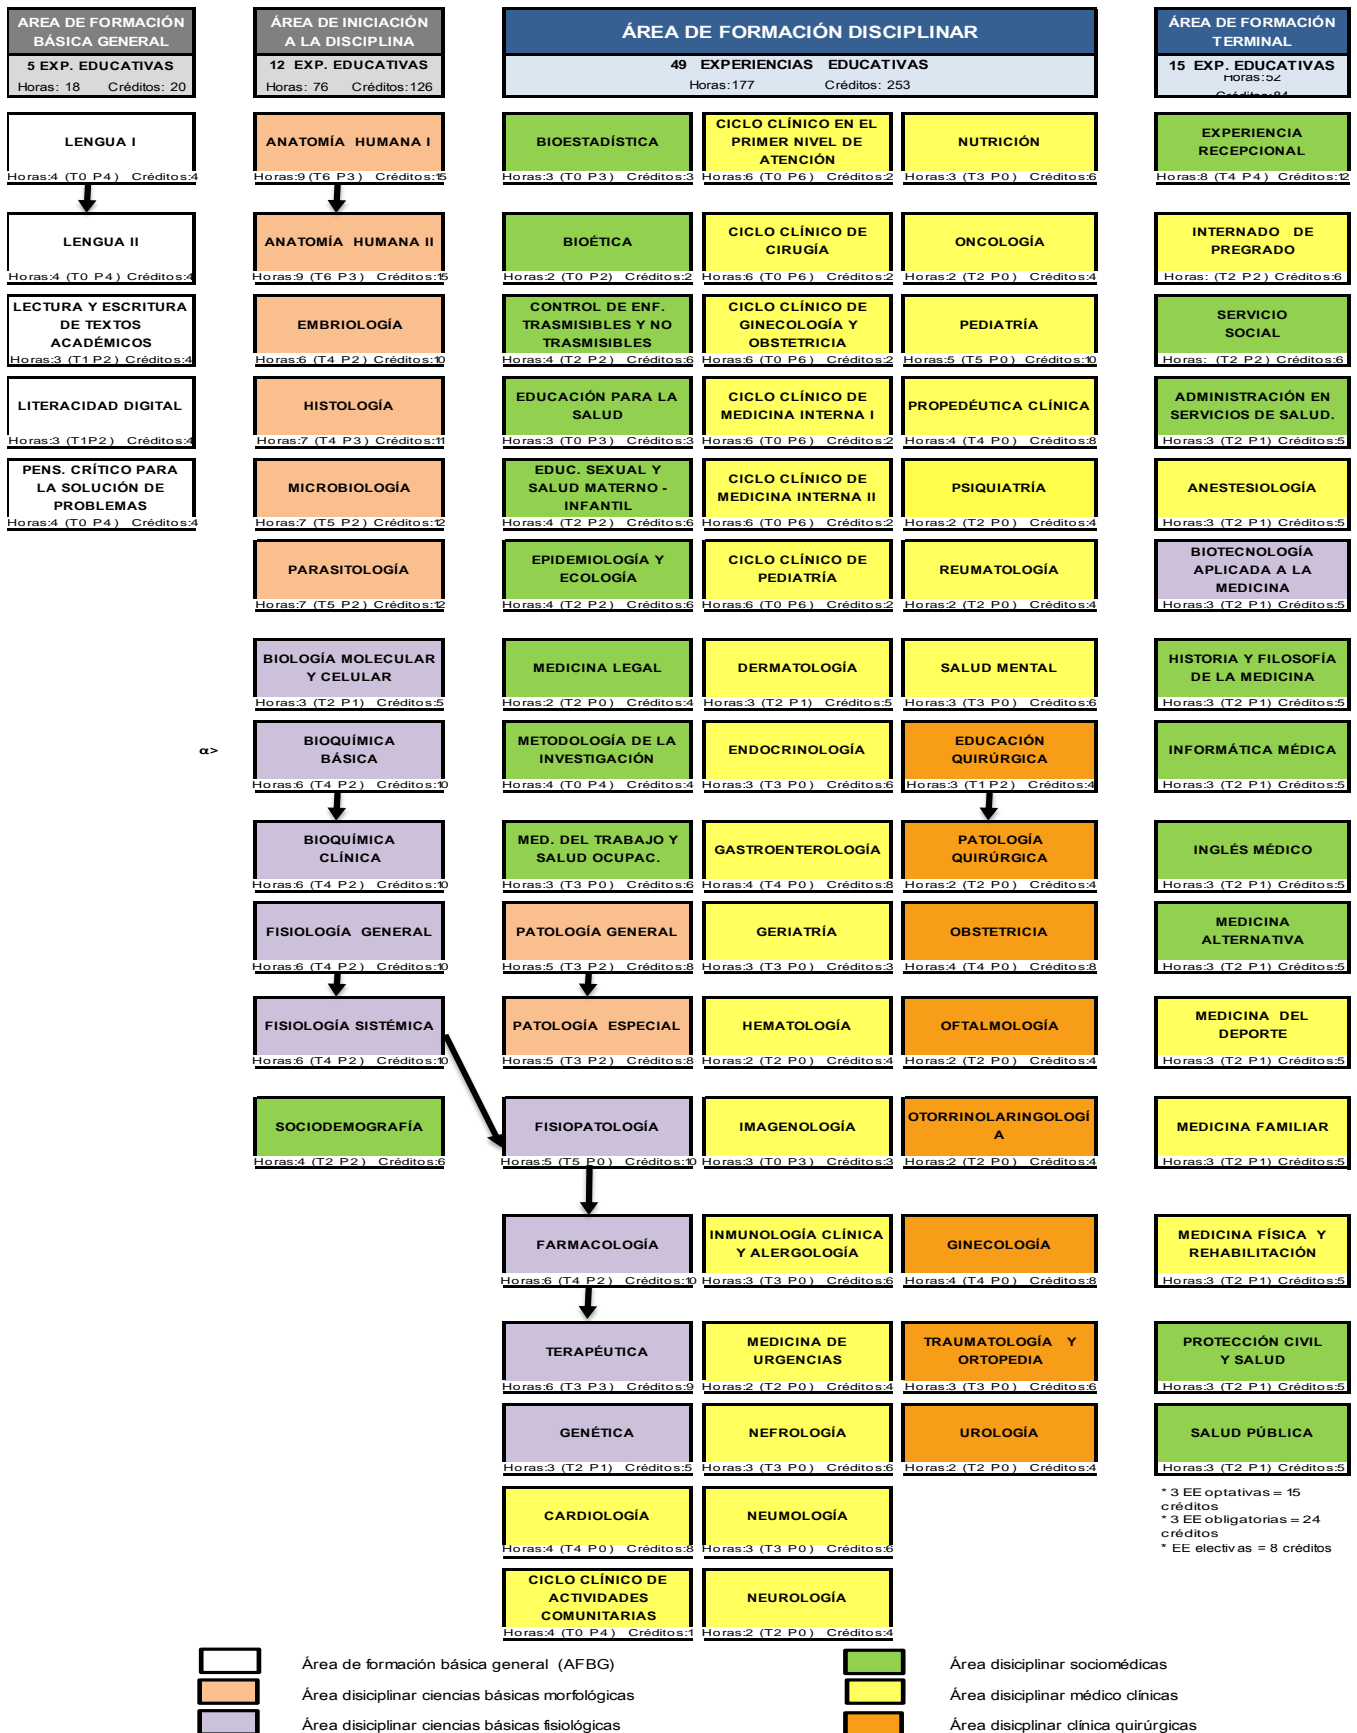 AREA DE FORMACIÓN
BÁSICA GENERAL
5 EXP. EDUCATIVAS
Horas: 18 Créditos: 20
LENGUA I
Horas:4 (T0 P4) Créditos:4
LENGUA II
Horas:4 (T0 P4) Créditos:4
LECTURA Y ESCRITURA
DE TEXTOS
ACADÉMICOS
Horas:3 (T1 P2) Créditos:4
LITERACIDAD DIGITAL
Horas:3 (T1P2) Créditos:4
PENS. CRÍTICO PARA
LA SOLUCIÓN DE
PROBLEMAS
Horas:4 (T0 P4) Créditos:4
α>
ÁREA DE INICIACIÓN
A LA DISCIPLINA
12 EXP. EDUCATIVAS
Horas: 76 Créditos:126
ANATOMÍA HUMANA I
Horas:9 (T6 P3) Créditos:15
ANATOMÍA HUMANA II
Horas:9 (T6 P3) Créditos:15
EMBRIOLOGÍA
Horas:6 (T4 P2) Créditos:10
HISTOLOGÍA
Horas:7 (T4 P3) Créditos:11
MICROBIOLOGÍA
Horas:7 (T5 P2) Créditos:12
PARASITOLOGÍA
Horas:7 (T5 P2) Créditos:12
BIOLOGÍA MOLECULAR
Y CELULAR
Horas:3 (T2 P1) Créditos:5
BIOQUÍMICA
BÁSICA
Horas:6 (T4 P2) Créditos:10
BIOQUÍMICA
CLÍNICA
Horas:6 (T4 P2) Créditos:10
FISIOLOGÍA GENERAL
Horas:6 (T4 P2) Créditos:10
FISIOLOGÍA SISTÉMICA
Horas:6 (T4 P2) Créditos:10
SOCIODEMOGRAFÍA
Horas:4 (T2 P2) Créditos:6
ÁREA DE FORMACIÓN DISCIPLINAR
49 EXPERIENCIAS EDUCATIVAS
Horas:177 Créditos: 253
BIOESTADÍSTICA
Horas:3 (T0 P3) Créditos:3
BIOÉTICA
Horas:2 (T0 P2) Créditos:2
CONTROL DE ENF.
TRASMISIBLES Y NO
TRASMISIBLES
Horas:4 (T2 P2) Créditos:6
EDUCACIÓN PARA LA
SALUD
Horas:3 (T0 P3) Créditos:3
EDUC. SEXUAL Y
SALUD MATERNO -
INFANTIL
Horas:4 (T2 P2) Créditos:6
EPIDEMIOLOGÍA Y
ECOLOGÍA
Horas:4 (T2 P2) Créditos:6
MEDICINA LEGAL
Horas:2 (T2 P0) Créditos:4
METODOLOGÍA DE LA
INVESTIGACIÓN
Horas:4 (T0 P4) Créditos:4
MED. DEL TRABAJO Y
SALUD OCUPAC.
Horas:3 (T3 P0) Créditos:6
PATOLOGÍA GENERAL
Horas:5 (T3 P2) Créditos:8
PATOLOGÍA ESPECIAL
Horas:5 (T3 P2) Créditos:8
FISIOPATOLOGÍA
Horas:5 (T5 P0) Créditos:10
FARMACOLOGÍA
Horas:6 (T4 P2) Créditos:10
TERAPÉUTICA
Horas:6 (T3 P3) Créditos:9
GENÉTICA
Horas:3 (T2 P1) Créditos:5
CARDIOLOGÍA
Horas:4 (T4 P0) Créditos:8
CICLO CLÍNICO DE
ACTIVIDADES
COMUNITARIAS
Horas:4 (T0 P4) Créditos:1
CICLO CLÍNICO EN EL
PRIMER NIVEL DE
ATENCIÓN
Horas:6 (T0 P6) Créditos:2
CICLO CLÍNICO DE
CIRUGÍA
Horas:6 (T0 P6) Créditos:2
CICLO CLÍNICO DE
GINECOLOGÍA Y
OBSTETRICIA
Horas:6 (T0 P6) Créditos:2
CICLO CLÍNICO DE
MEDICINA INTERNA I
Horas:6 (T0 P6) Créditos:2
CICLO CLÍNICO DE
MEDICINA INTERNA II
Horas:6 (T0 P6) Créditos:2
CICLO CLÍNICO DE
PEDIATRÍA
Horas:6 (T0 P6) Créditos:2
DERMATOLOGÍA
Horas:3 (T2 P1) Créditos:5
ENDOCRINOLOGÍA
Horas:3 (T3 P0) Créditos:6
GASTROENTEROLOGÍA
Horas:4 (T4 P0) Créditos:8
GERIATRÍA
Horas:3 (T3 P0) Créditos:3
HEMATOLOGÍA
Horas:2 (T2 P0) Créditos:4
IMAGENOLOGÍA
Horas:3 (T0 P3) Créditos:3
INMUNOLOGÍA CLÍNICA
Y ALERGOLOGÍA
Horas:3 (T3 P0) Créditos:6
MEDICINA DE
URGENCIAS
Horas:2 (T2 P0) Créditos:4
NEFROLOGÍA
Horas:3 (T3 P0) Créditos:6
NEUMOLOGÍA
Horas:3 (T3 P0) Créditos:6
NEUROLOGÍA
Horas:2 (T2 P0) Créditos:4
NUTRICIÓN
Horas:3 (T3 P0) Créditos:6
ONCOLOGÍA
Horas:2 (T2 P0) Créditos:4
PEDIATRÍA
Horas:5 (T5 P0) Créditos:10
PROPEDÉUTICA CLÍNICA
Horas:4 (T4 P0) Créditos:8
PSIQUIATRÍA
Horas:2 (T2 P0) Créditos:4
REUMATOLOGÍA
Horas:2 (T2 P0) Créditos:4
SALUD MENTAL
Horas:3 (T3 P0) Créditos:6
EDUCACIÓN
QUIRÚRGICA
Horas:3 (T1 P2) Créditos:4
PATOLOGÍA
QUIRÚRGICA
Horas:2 (T2 P0) Créditos:4
OBSTETRICIA
Horas:4 (T4 P0) Créditos:8
OFTALMOLOGÍA
Horas:2 (T2 P0) Créditos:4
OTORRINOLARINGOLOGÍ
A
Horas:2 (T2 P0) Créditos:4
GINECOLOGÍA
Horas:4 (T4 P0) Créditos:8
TRAUMATOLOGÍA Y
ORTOPEDIA
Horas:3 (T3 P0) Créditos:6
UROLOGÍA
Horas:2 (T2 P0) Créditos:4
ÁREA DE FORMACIÓN
TERMINAL
15 EXP. EDUCATIVAS
Horas:52
Créditos:84
EXPERIENCIA
RECEPCIONAL
Horas:8 (T4 P4) Créditos:12
INTERNADO DE
PREGRADO
Horas: (T2 P2) Créditos:6
SERVICIO
SOCIAL
Horas: (T2 P2) Créditos:6
ADMINISTRACIÓN EN
SERVICIOS DE SALUD.
Horas:3 (T2 P1) Créditos:5
ANESTESIOLOGÍA
Horas:3 (T2 P1) Créditos:5
BIOTECNOLOGÍA
APLICADA A LA
MEDICINA
Horas:3 (T2 P1) Créditos:5
HISTORIA Y FILOSOFÍA
DE LA MEDICINA
Horas:3 (T2 P1) Créditos:5
INFORMÁTICA MÉDICA
Horas:3 (T2 P1) Créditos:5
INGLÉS MÉDICO
Horas:3 (T2 P1) Créditos:5
MEDICINA
ALTERNATIVA
Horas:3 (T2 P1) Créditos:5
MEDICINA DEL
DEPORTE
Horas:3 (T2 P1) Créditos:5
MEDICINA FAMILIAR
Horas:3 (T2 P1) Créditos:5
MEDICINA FÍSICA Y
REHABILITACIÓN
Horas:3 (T2 P1) Créditos:5
PROTECCIÓN CIVIL
Y SALUD
Horas:3 (T2 P1) Créditos:5
SALUD PÚBLICA
Horas:3 (T2 P1) Créditos:5
* 3 EE optativas = 15
créditos
* 3 EE obligatorias = 24
créditos
* EE electivas = 8 créditos
Área de formación básica general (AFBG)
Área disiciplinar ciencias básicas morfológicas
Área disiciplinar ciencias básicas fisiológicas
Área disiciplinar sociomédicas
Área disiciplinar médico clínicas
Área disicplinar clínica quirúrgicas